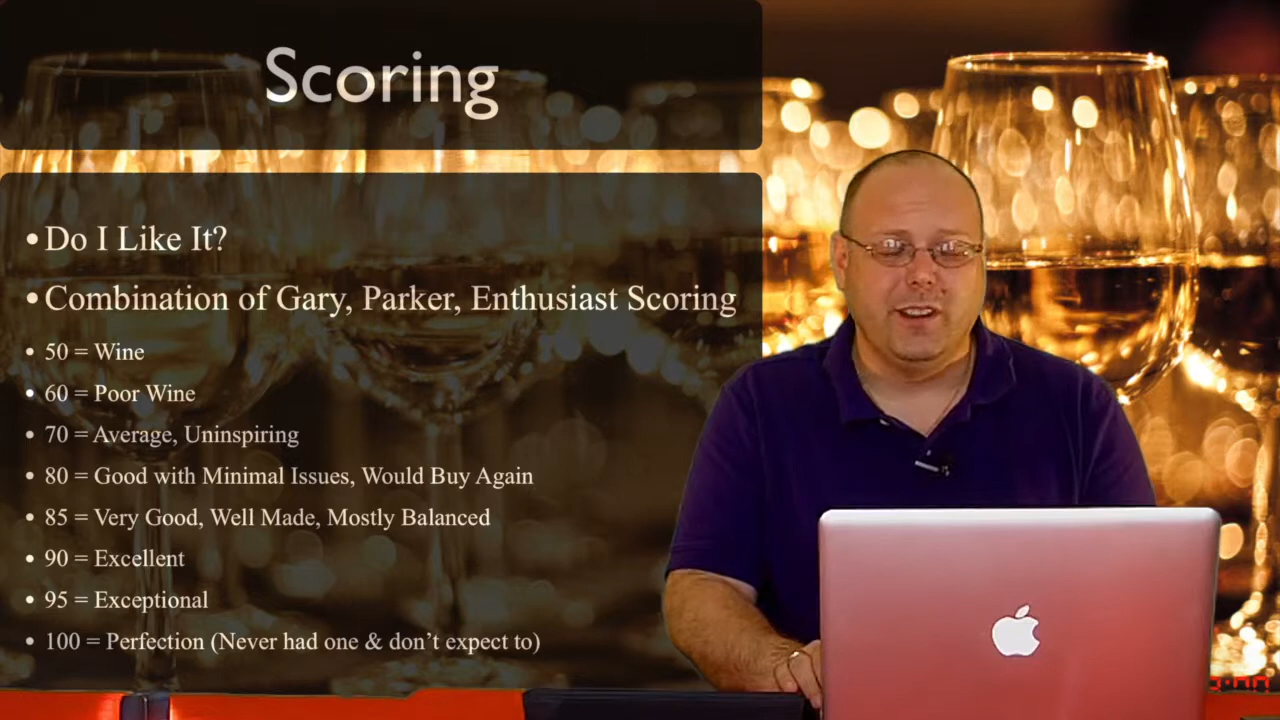 Scoring
•Do I Like It?
•Combination of Gary, Parker, Enthusiast Scoring
• 50 = Wine
• 60 = Poor Wine
• 70 = Average, Uninspiring
• 80 = Good with Minimal Issues, Would Buy Again
• 85 = Very Good, Well Made, Mostly Balanced
• 90 = Excellent
• 95 = Exceptional
• 100 = Perfection (Never had one & don’t expect to)